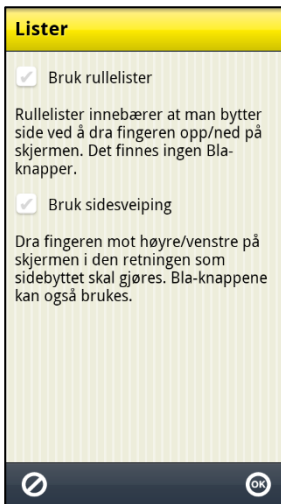 Lister
Bruk rullelister
Rullelister innebærer at man bytter
side ved å dra fingeren opp/ned på
skjermen. Det finnes ingen Bla-
knapper.
Bruk sidesveiping
Dra fingeren mot høyre/venstre på
skjermen i den retningen som
sidebyttet skal gjøres. Bla-knappene
kan også brukes.
OK